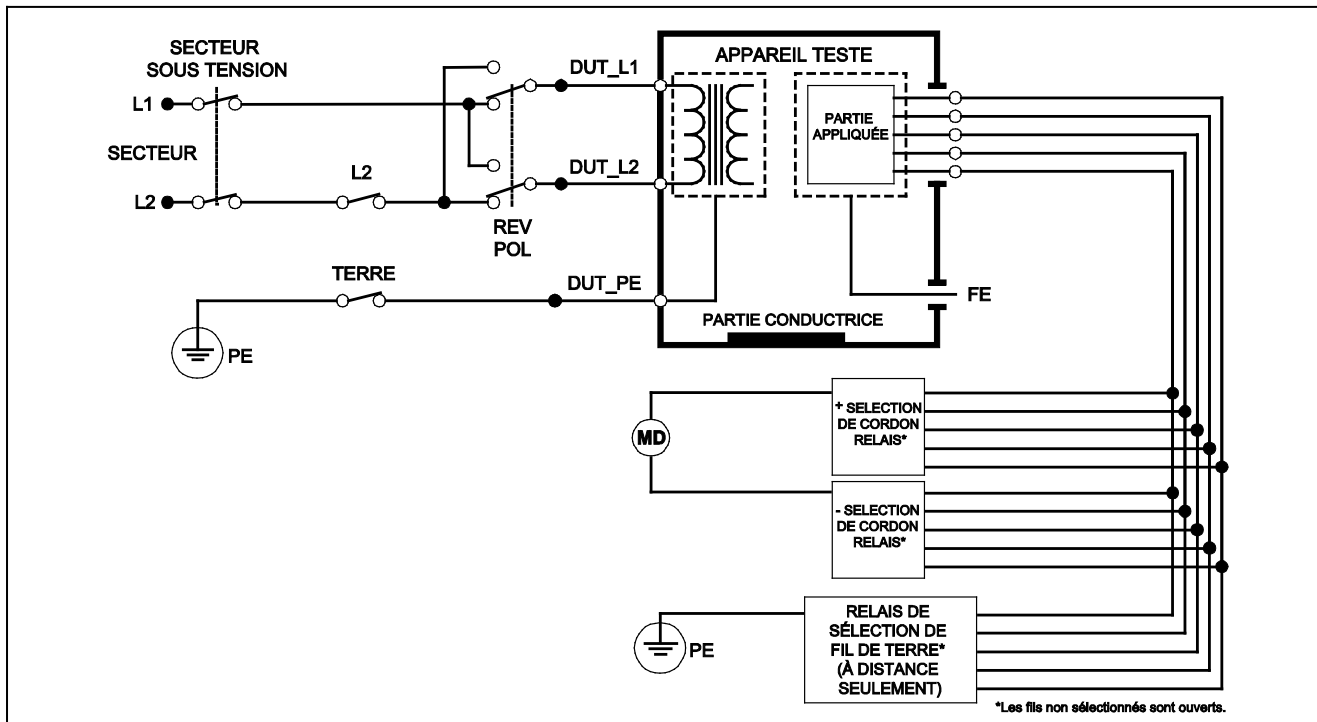 SECTEUR
SOUS TENSION
L1
SECTEUR
L2
L2
REV
POL
DUT_L1
DUT_L2
TERRE
DUT_PE
PE
APPAREIL TESTE
PARTIE
APPLIQUÉE
FE
PARTIE CONDUCTRICE
MD
+ SELECTION
DE CORDON
RELAIS*
- SELECTION
DE CORDON
RELAIS*
PE
RELAIS DE
SÉLECTION DE
FIL DE TERRE*
(À DISTANCE
SEULEMENT)
*Les fils non sélectionnés sont ouverts.